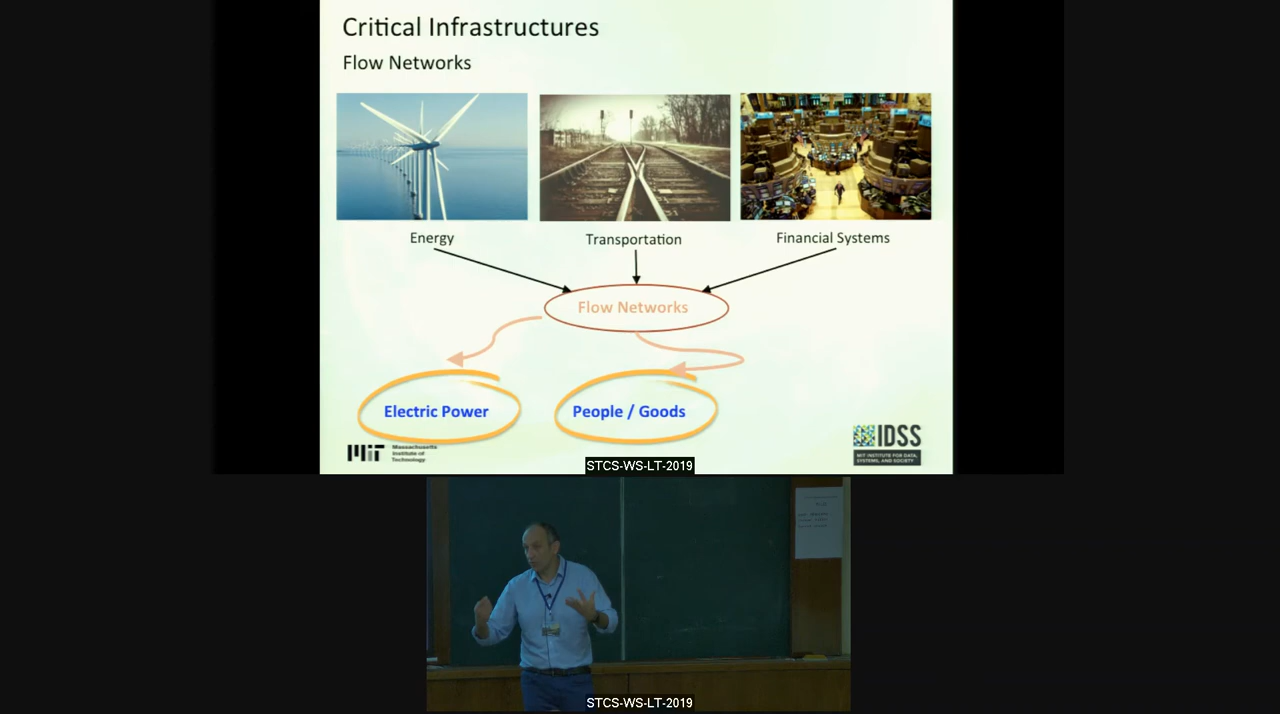 Critical Infrastructures
Flow Networks
Energy
Transportation
Financial Systems
Flow Networks
Electric Power
People / Goods
MIT
Massachusetts
Institute of
Technology
IDSS
MIT INSTITUTE FOR DATA,
SYSTEMS, AND SOCIETY
STCS-WS-LT-2019
STCS-WS-LT-2019